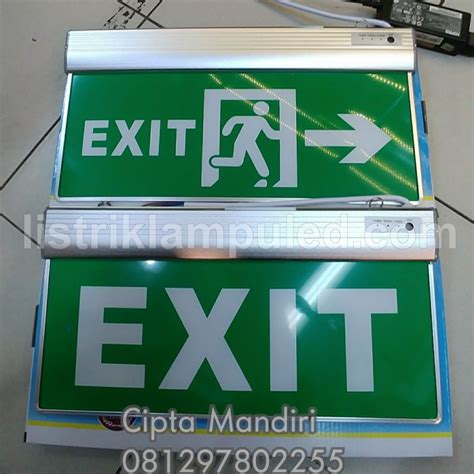 EXIT
listriklampuled.com
EXIT
Cipta Mandiri
081297802255